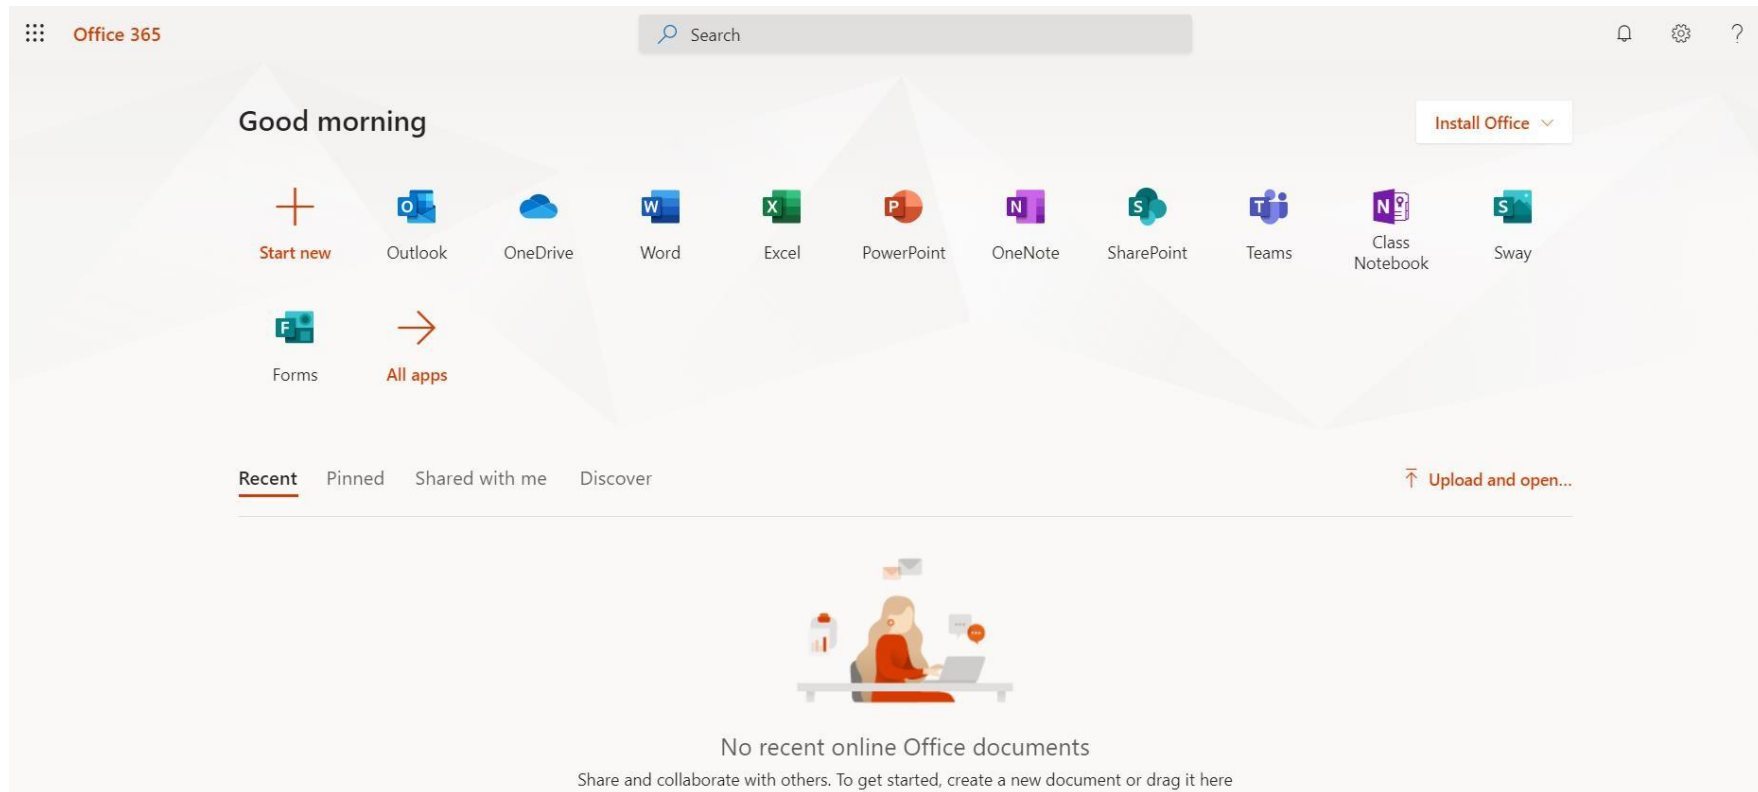 Office 365
Search
Good morning
Install Office
Start new
Outlook
OneDrive
Word
Excel
PowerPoint
OneNote
SharePoint
Teams
Class
Notebook
Sway
Forms
All apps
Recent
Pinned
Shared with me
Discover
Upload and open...
No recent online Office documents
Share and collaborate with others. To get started, create a new document or drag it here